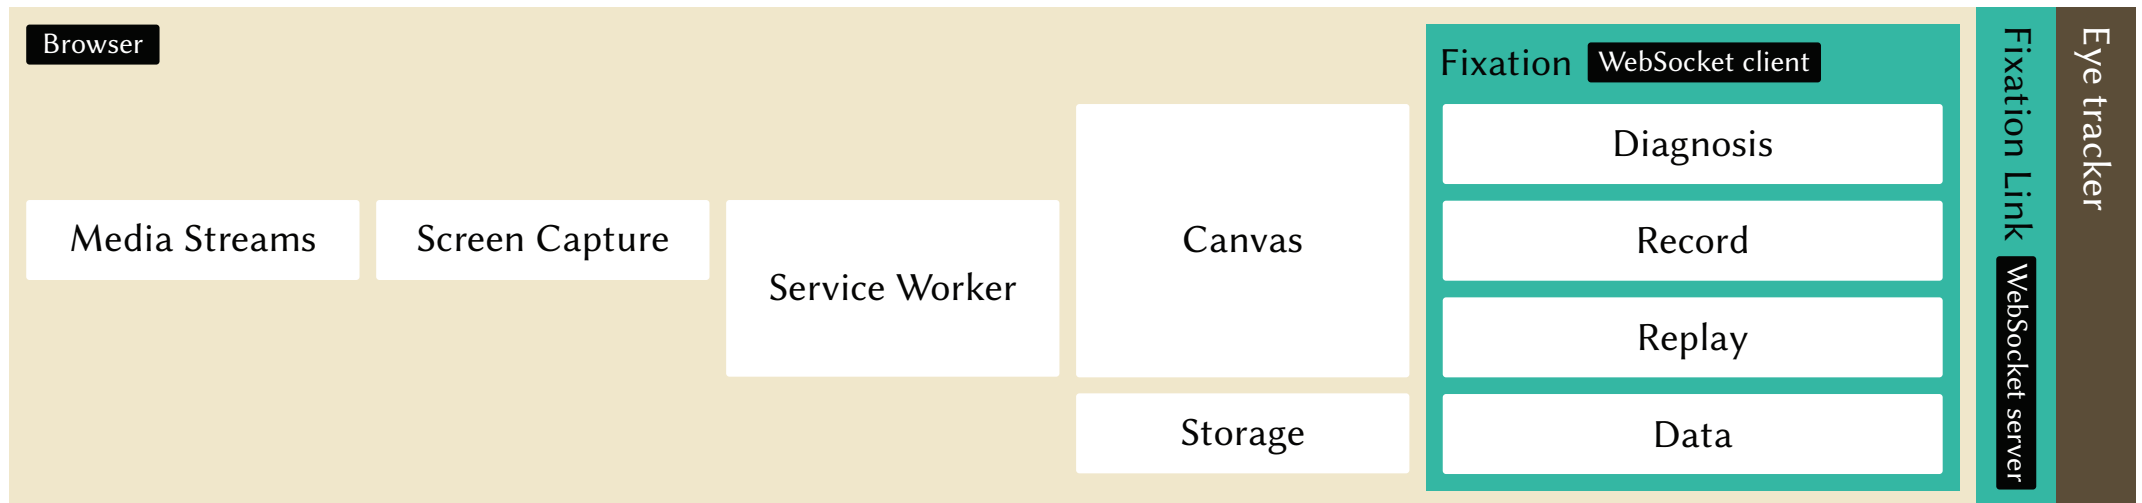 Browser
Media Streams
Screen Capture
Service Worker
Canvas
Storage
Fixation
WebSocket client
Diagnosis
Record
Replay
Data
Fixation Link
WebSocket server
Eye tracker